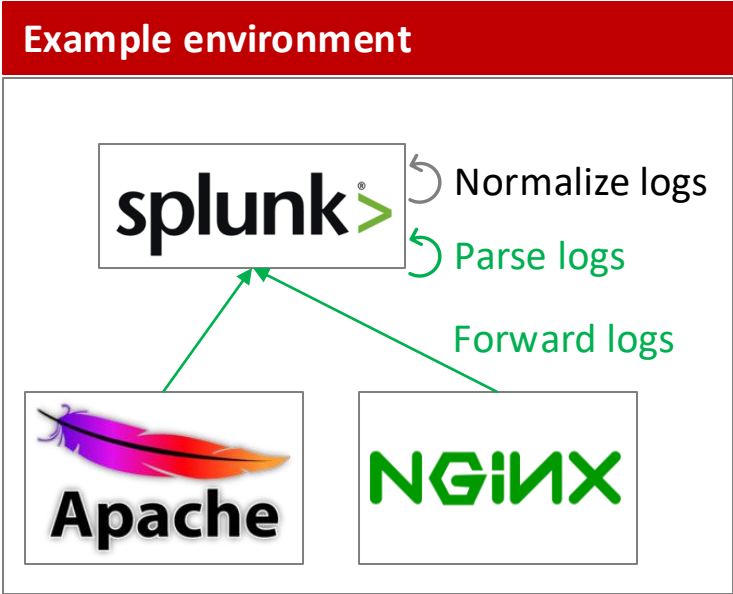 Example environment
splunk>®
Normalize logs
Parse logs
Forward logs
Apache
NGINX